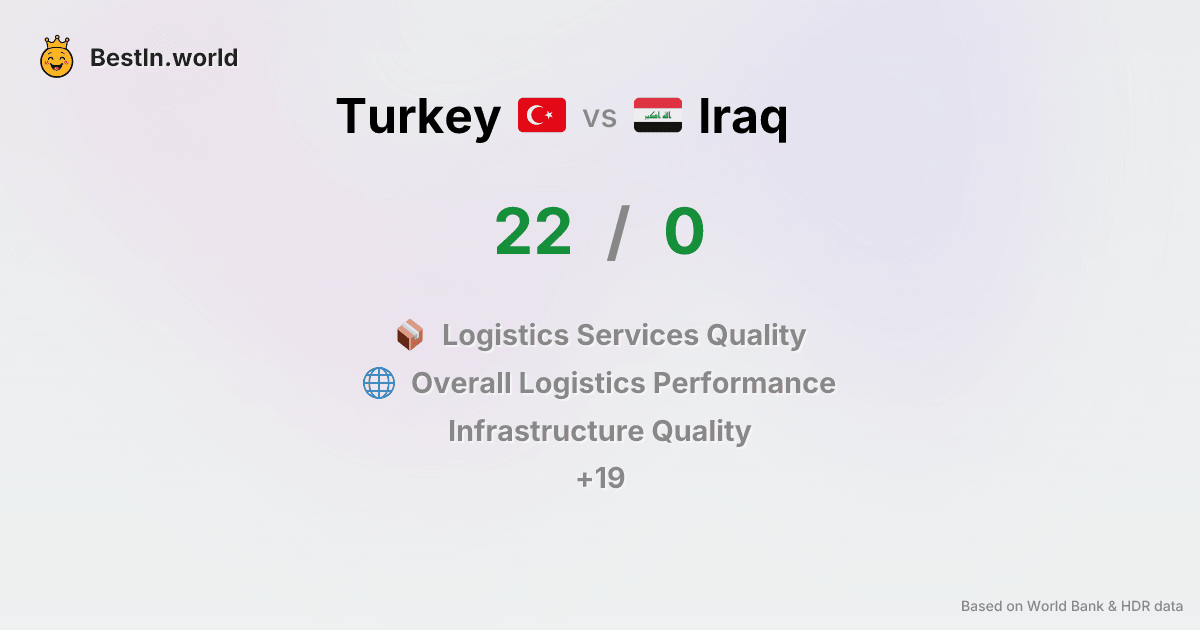 BestIn.world
Turkey vs Iraq
22 / 0
Logistics Services Quality
Overall Logistics Performance
Infrastructure Quality
+19
Based on World Bank & HDR data